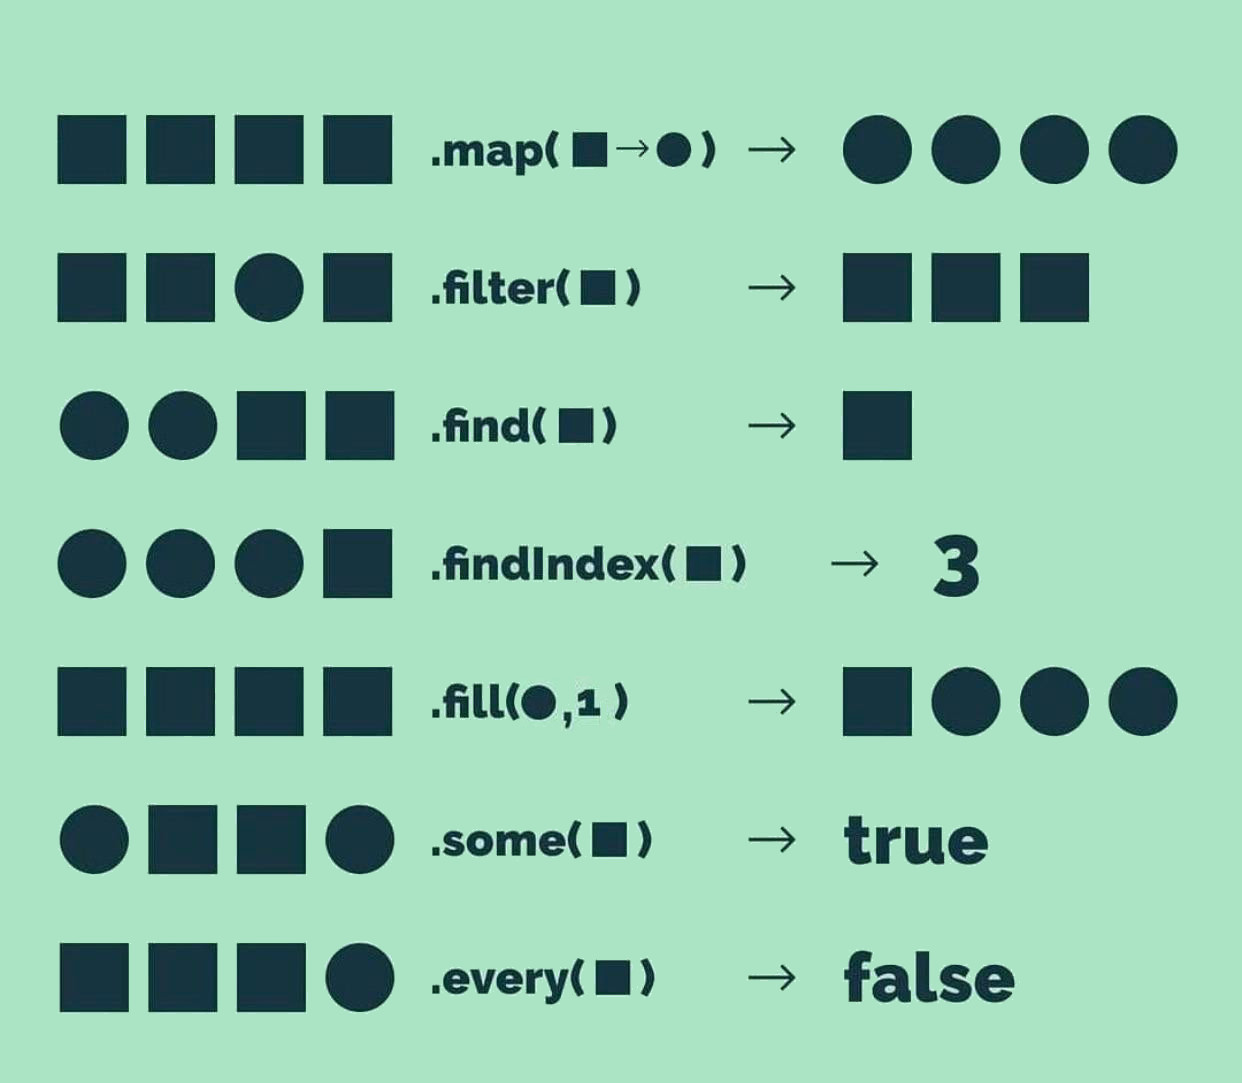 .map( ■→● ) → 
.filter( ■ ) → 
.find( ■ ) → 
.findIndex( ■ ) → 3
.fill(●,1 ) → 
.some( ■ ) → true
.every( ■ ) → false